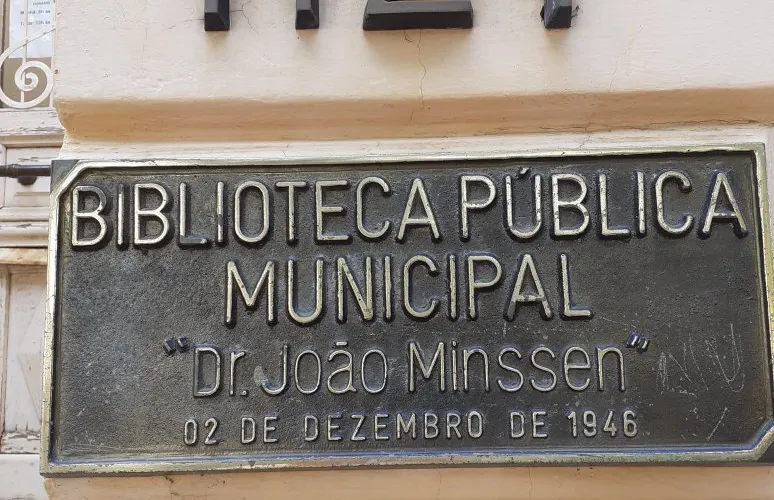 BIBLIOTECA PÚBLICA
MUNICIPAL
"Dr. João Minssen"
02 DE DEZEMBRO DE 1946